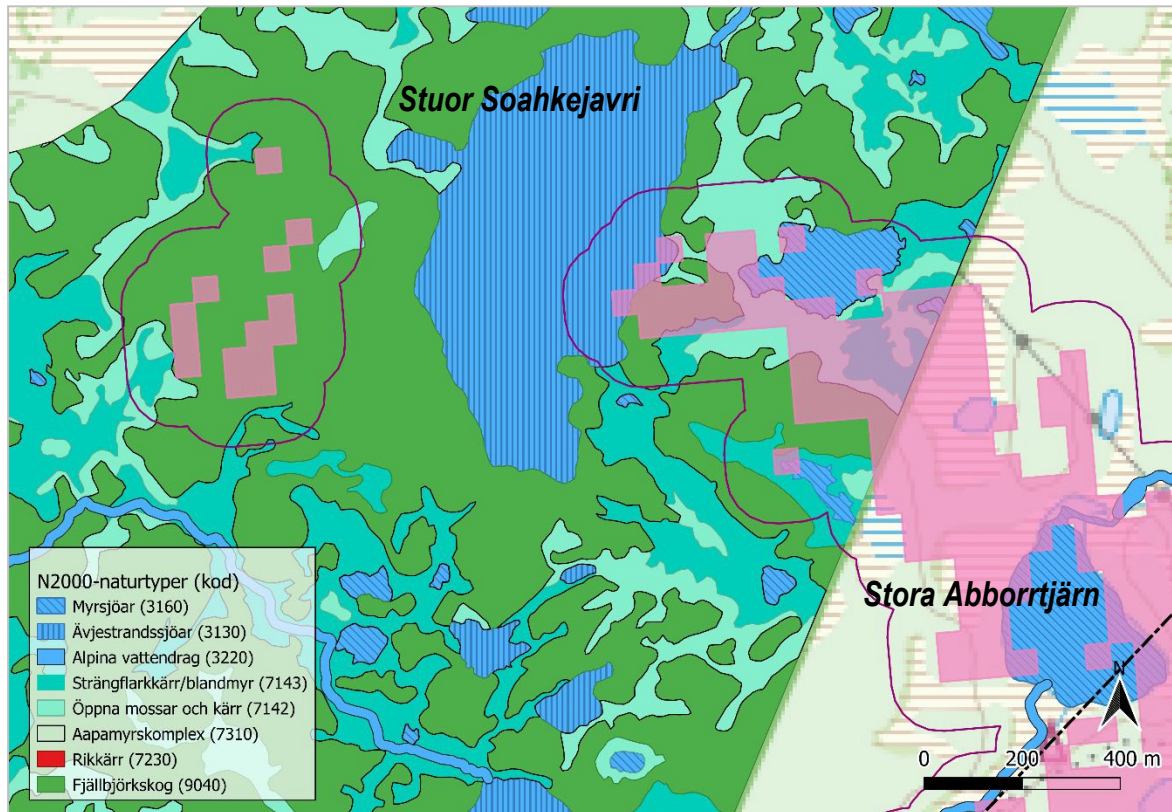 Stuor Soahkejavri
Stora Abborrtjärn
N2000-naturtyper (kod)
Myrsjöar (3160)
Ävjestrandssjöar (3130)
Alpina vattendrag (3220)
Strängflarkkärr/blandmyr (7143)
Öppna mossar och kärr (7142)
Aapamyrskomplex (7310)
Rikkärr (7230)
Fjällbjörkskog (9040)
N
0 200 400 m